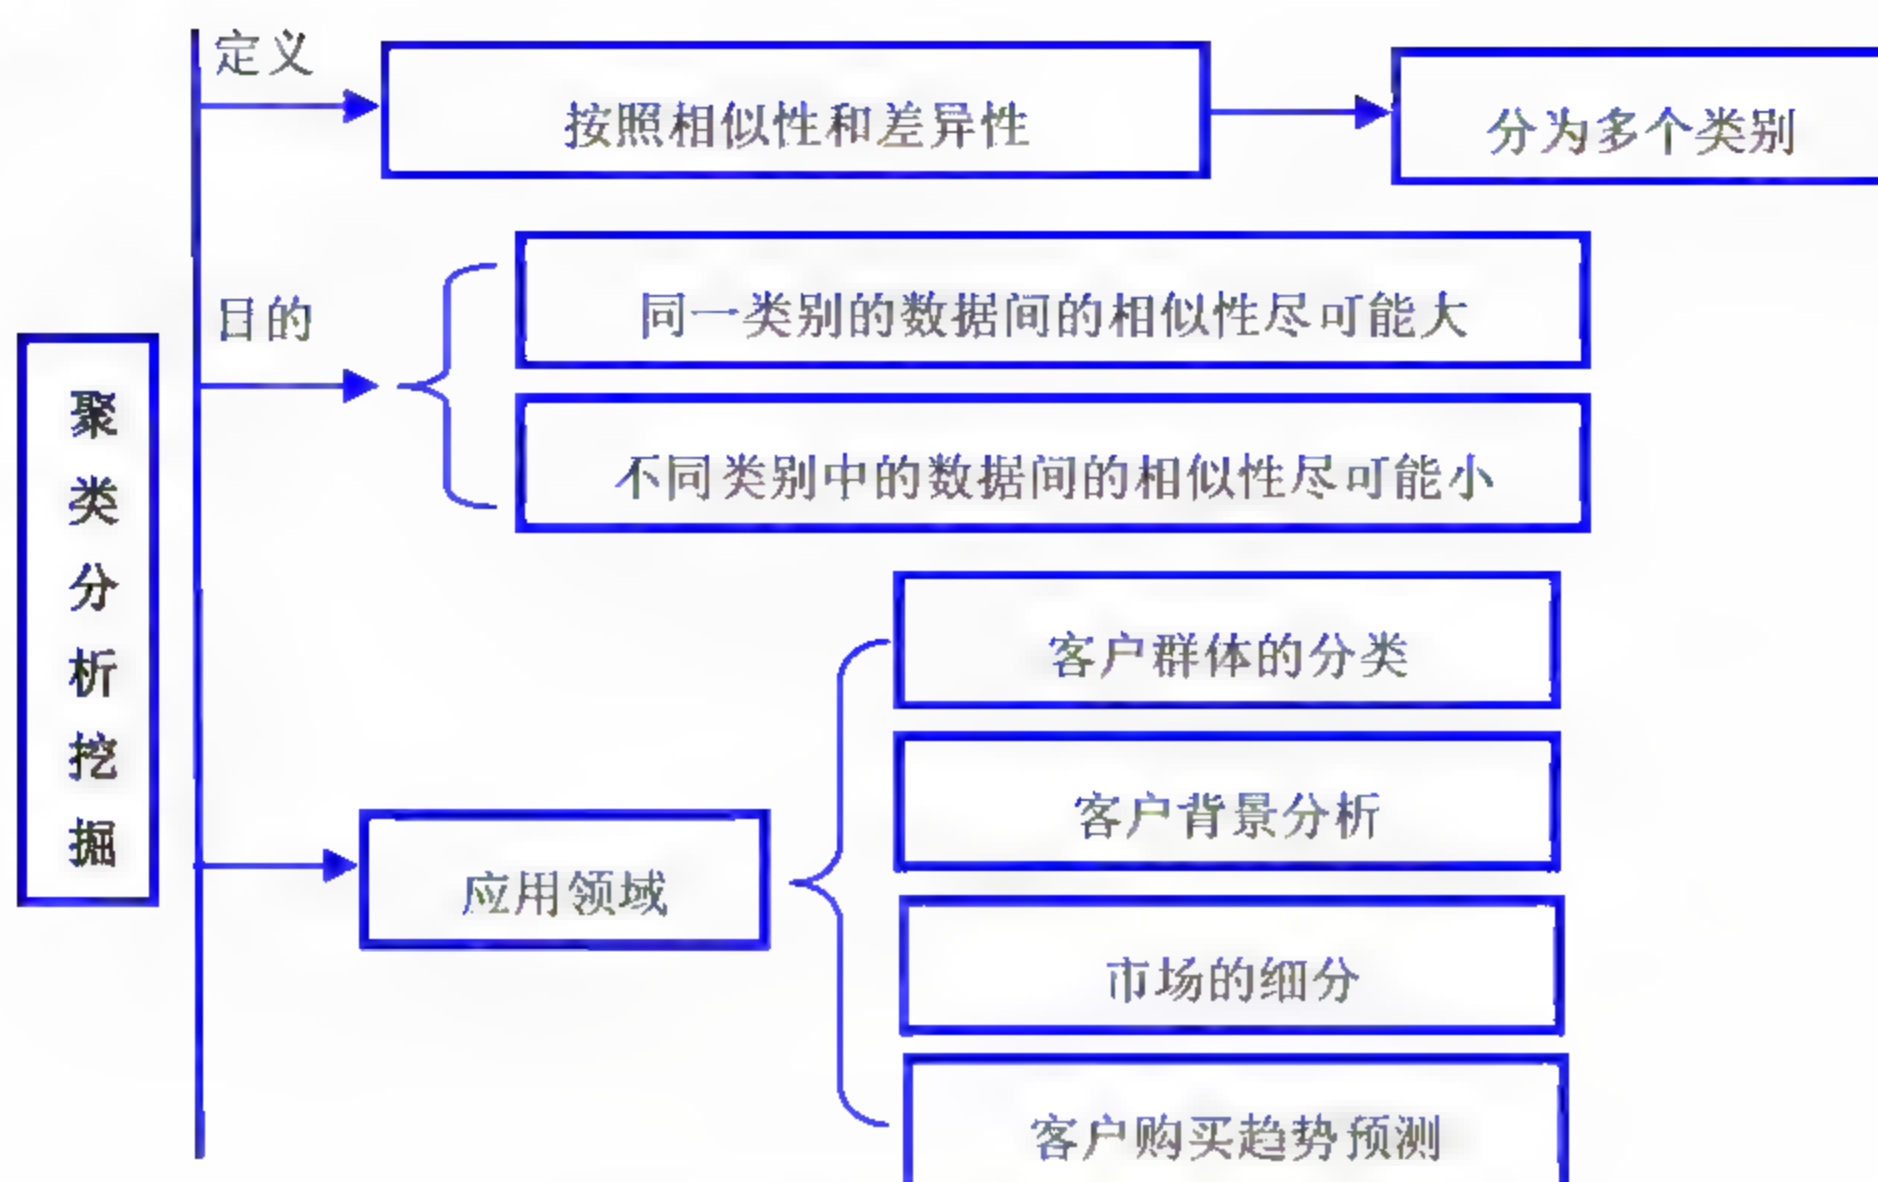 聚类分析挖掘
定义
按照相似性和差异性
分为多个类别
目的
同一类别的数据间的相似性尽可能大
不同类别中的数据间的相似性尽可能小
应用领域
客户群体的分类
客户背景分析
市场的细分
客户购买趋势预测